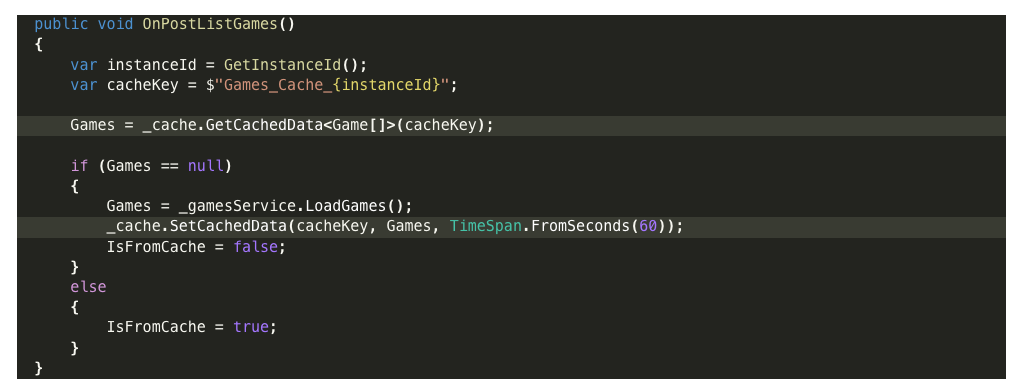 public void OnPostListGames()
{
    var instanceId = GetInstanceId();
    var cacheKey = $"Games_Cache_{instanceId}";

    Games = _cache.GetCachedData<Game[]>(cacheKey);

    if (Games == null)
    {
        Games = _gamesService.LoadGames();
        _cache.SetCachedData(cacheKey, Games, TimeSpan.FromSeconds(60));
        IsFromCache = false;
    }
    else
    {
        IsFromCache = true;
    }
}